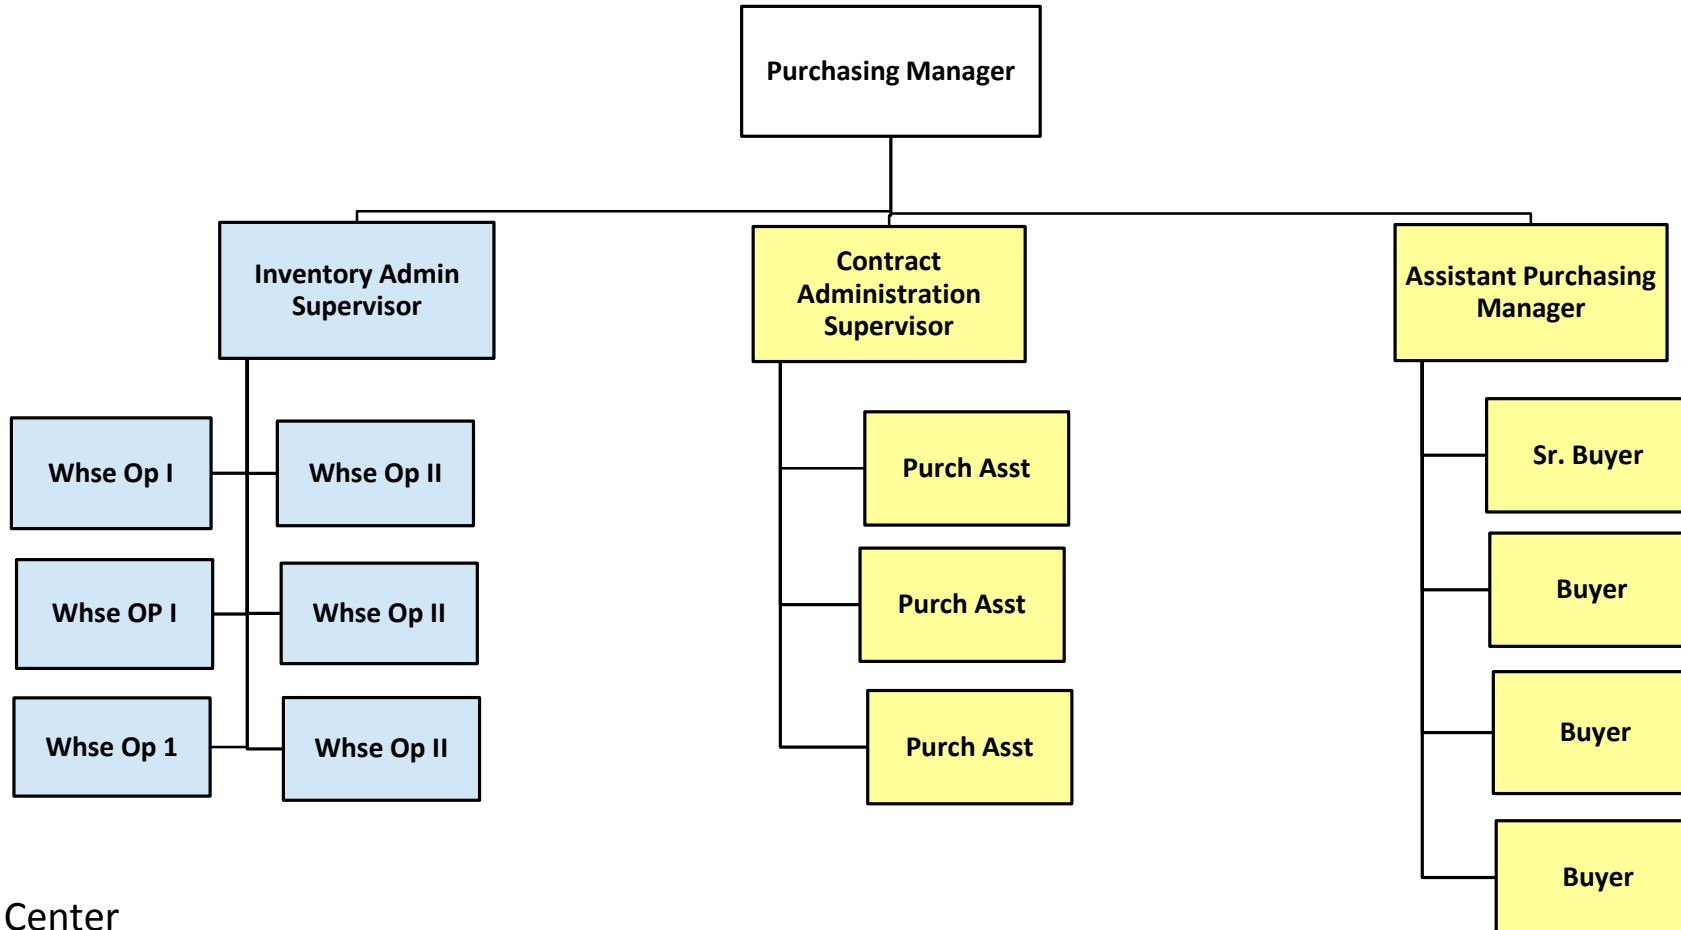 Purchasing Manager
Inventory Admin
Supervisor
Contract
Administration
Supervisor
Assistant Purchasing
Manager
Whse Op I
Whse Op II
Purch Asst
Sr. Buyer
Whse OP I
Whse Op II
Purch Asst
Buyer
Whse Op 1
Whse Op II
Purch Asst
Buyer
Buyer
Center